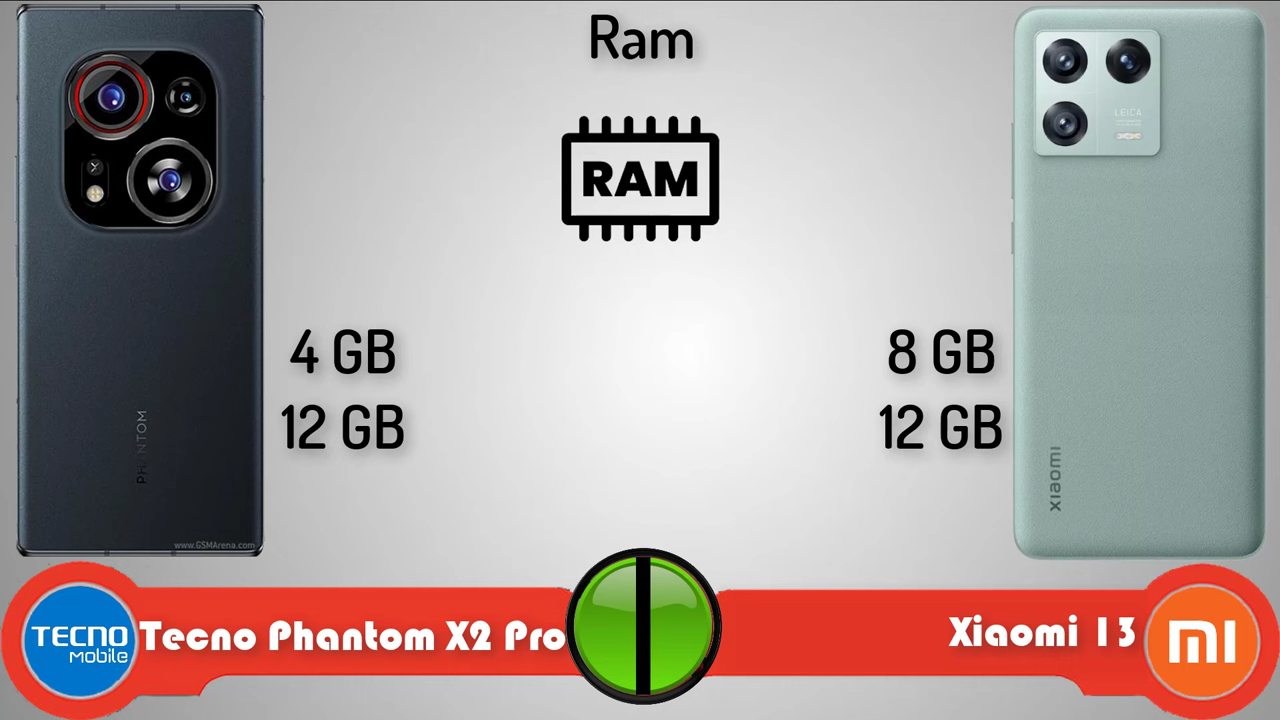 Ram
RAM
LEICA
4 GB
12 GB
8 GB
12 GB
PHANTOM
xiaomi
www.GSMArena.com
TECNO
mobile
Tecno Phantom X2 Pro
Xiaomi 13
mi